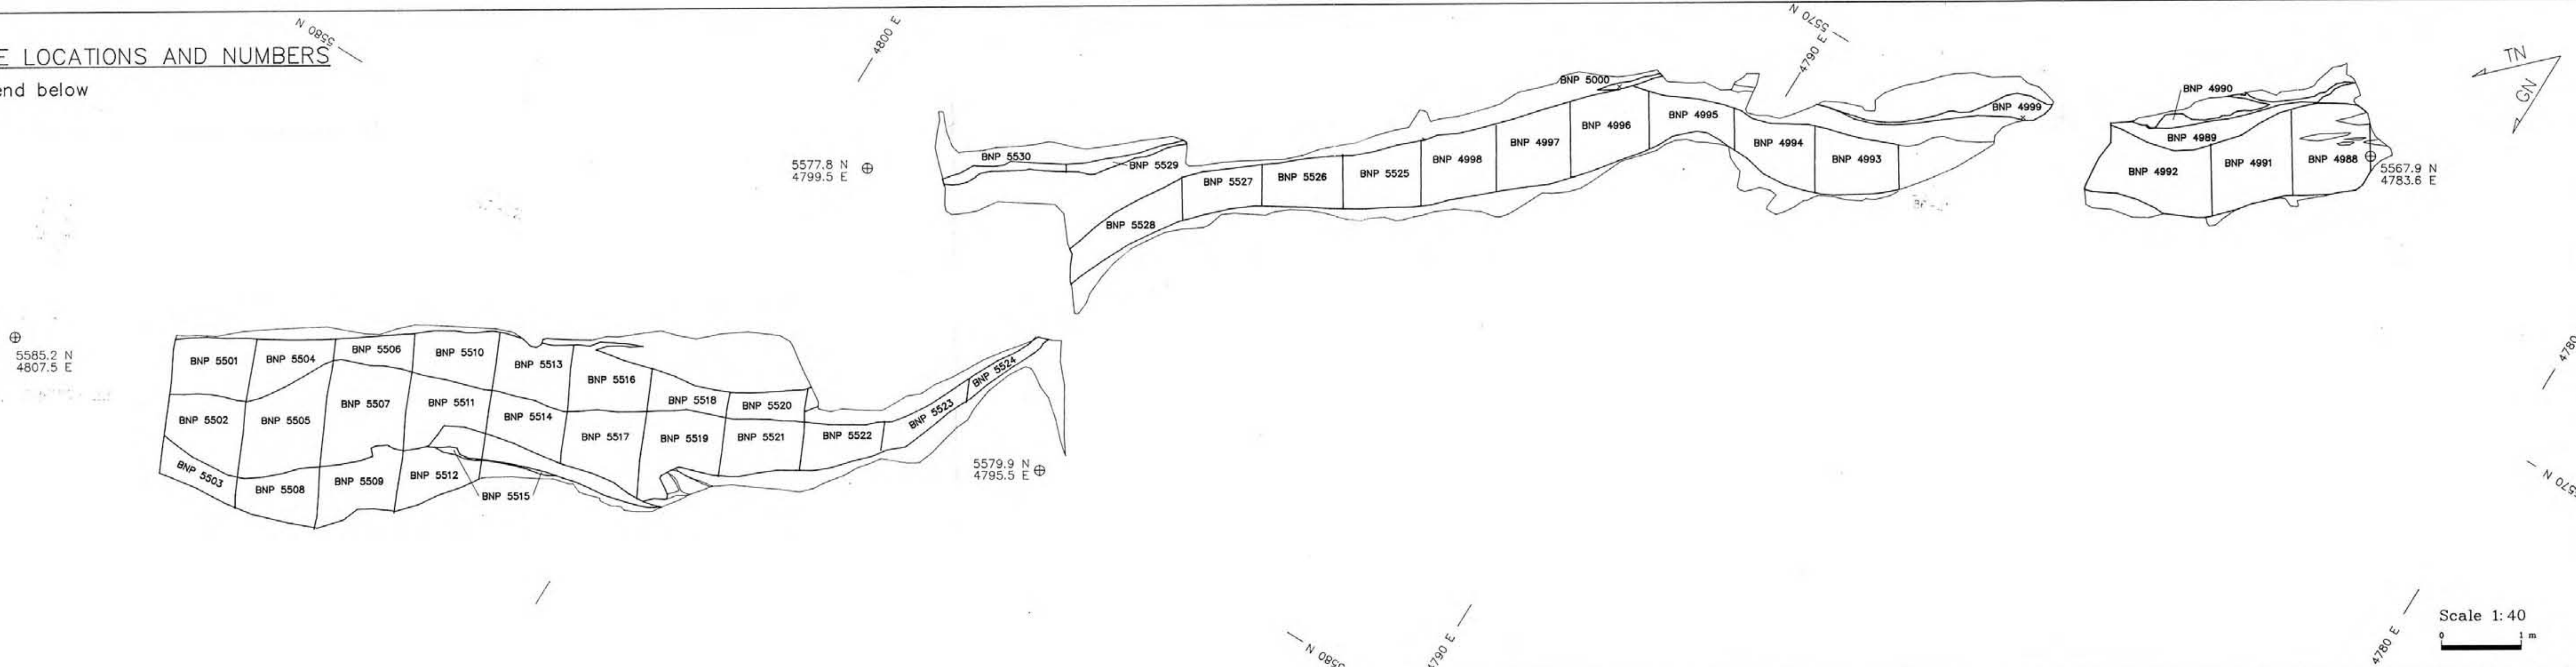 N 0855
E LOCATIONS AND NUMBERS
end below
4800 E
N 0755
4790 E
TN
GN
BNP 5000
BNP 4999
BNP 4990
BNP 4995
BNP 4996
BNP 4989
BNP 4997
BNP 4994
BNP 5530
BNP 5529
BNP 4998
BNP 4993
BNP 4991
BNP 4988
5577.8 N
4799.5 E
5567.9 N
4783.6 E
BNP 4992
BNP 5527
BNP 5526
BNP 5525
BNP 5528
5585.2 N
4807.5 E
BNP 5501
BNP 5504
BNP 5506
BNP 5510
BNP 5513
BNP 5516
BNP 5524
BNP 5518
BNP 5520
BNP 5507
BNP 5511
BNP 5523
BNP 5502
BNP 5505
BNP 5514
BNP 5517
BNP 5519
BNP 5521
BNP 5522
BNP 5503
BNP 5508
BNP 5509
BNP 5512
BNP 5515
5579.9 N
4795.5 E
4780
5570 N
5580 N
4790 E
4780 E
Scale 1:40
0 1 m